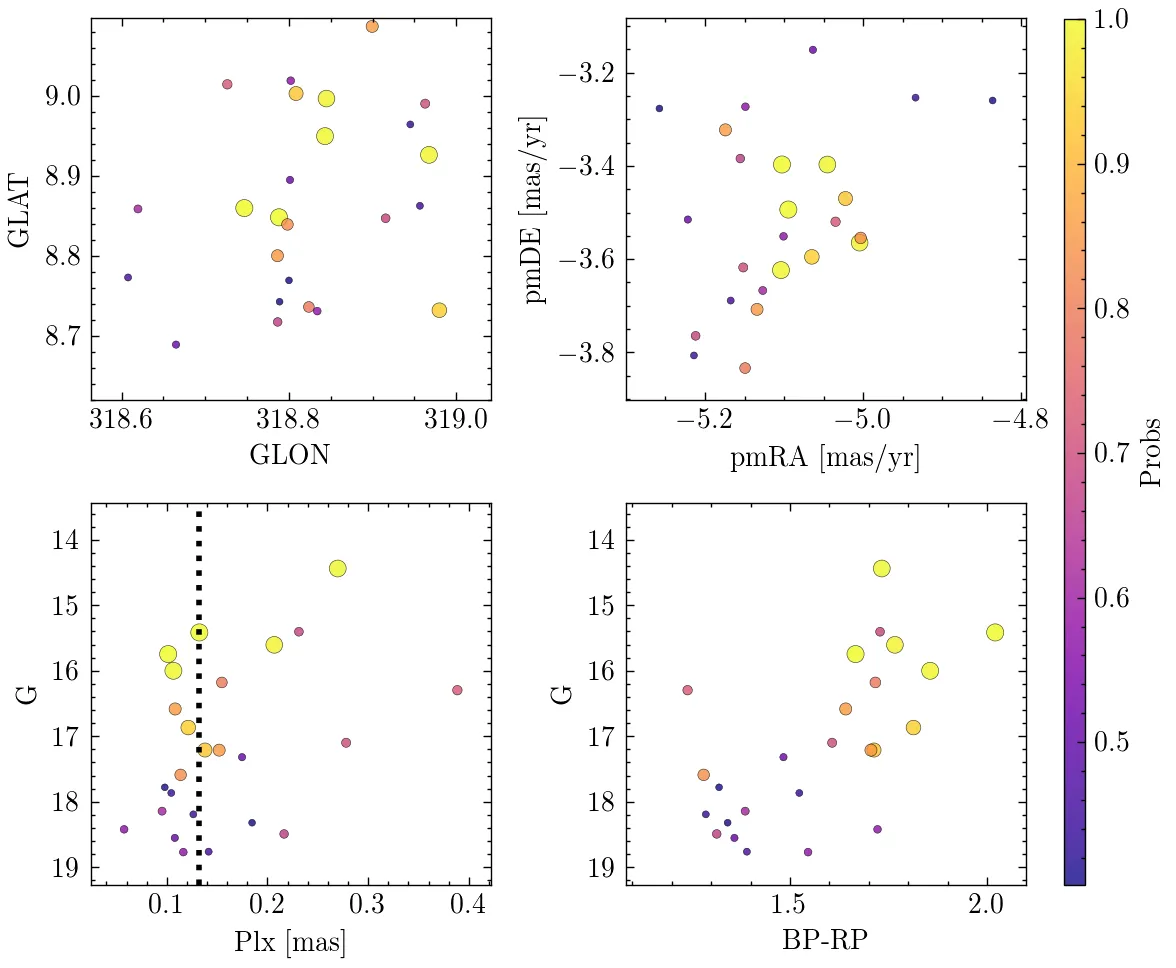 GLAT
9.0
8.9
8.8
8.7
318.6 318.8 319.0
GLON
pmDE [mas/yr]
−3.2
−3.4
−3.6
−3.8
−5.2 −5.0 −4.8
pmRA [mas/yr]
G
14
15
16
17
18
19
0.1 0.2 0.3 0.4
Plx [mas]
G
14
15
16
17
18
19
1.5 2.0
BP-RP
1.0
0.9
0.8
0.7
0.6
0.5
Probs